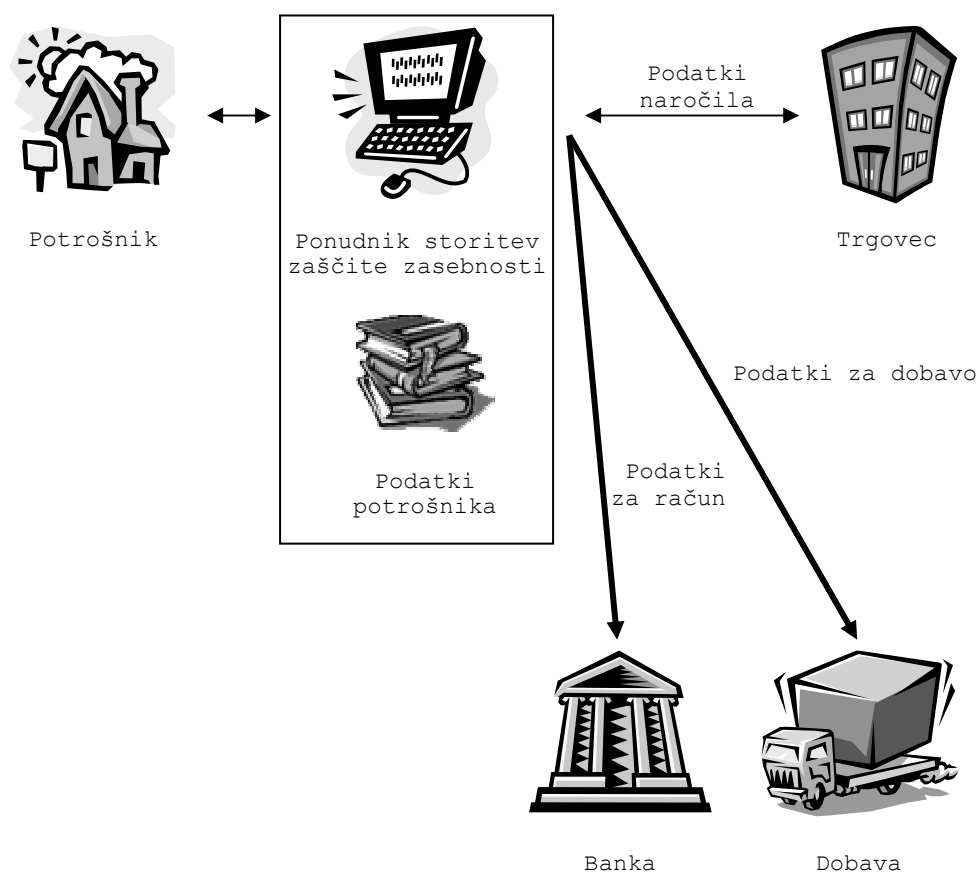 Podatki
naročila
Potrošnik
Ponudnik storitev
zaščite zasebnosti
Trgovec
Podatki za dobavo
Podatki
za račun
Podatki
potrošnika
Banka
Dobava